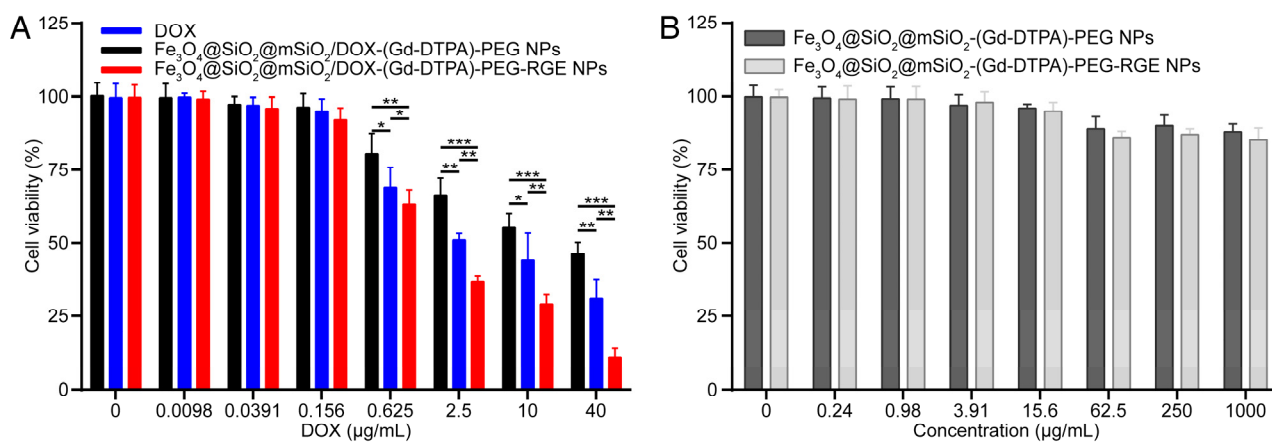 A
DOX
Fe₃O₄@SiO₂@mSiO₂/DOX-(Gd-DTPA)-PEG NPs
Fe₃O₄@SiO₂@mSiO₂/DOX-(Gd-DTPA)-PEG-RGE NPs
Cell viability (%)
125
100
75
50
25
0
** 
* *
***
** **
***
* **
***
** **
0 0.0098 0.0391 0.156 0.625 2.5 10 40
DOX (μg/mL)
B
Fe₃O₄@SiO₂@mSiO₂-(Gd-DTPA)-PEG NPs
Fe₃O₄@SiO₂@mSiO₂-(Gd-DTPA)-PEG-RGE NPs
Cell viability (%)
125
100
75
50
25
0
0 0.24 0.98 3.91 15.6 62.5 250 1000
Concentration (μg/mL)